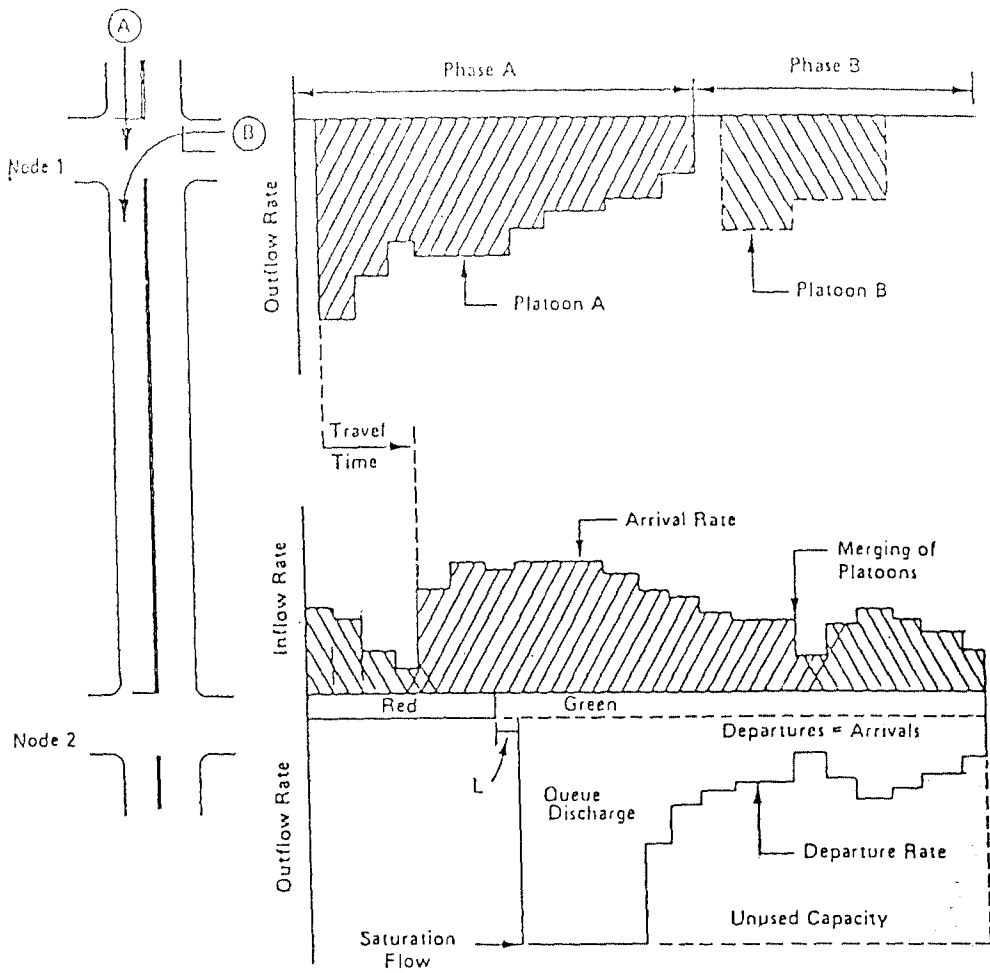 A
Phase A
Phase B
B
Node 1
Outflow Rate
Platoon A
Platoon B
Travel
Time
Inflow Rate
Arrival Rate
Merging of
Platoons
Red
Green
Node 2
Departures = Arrivals
L
Queue
Discharge
Outflow Rate
Departure Rate
Unused Capacity
Saturation
Flow